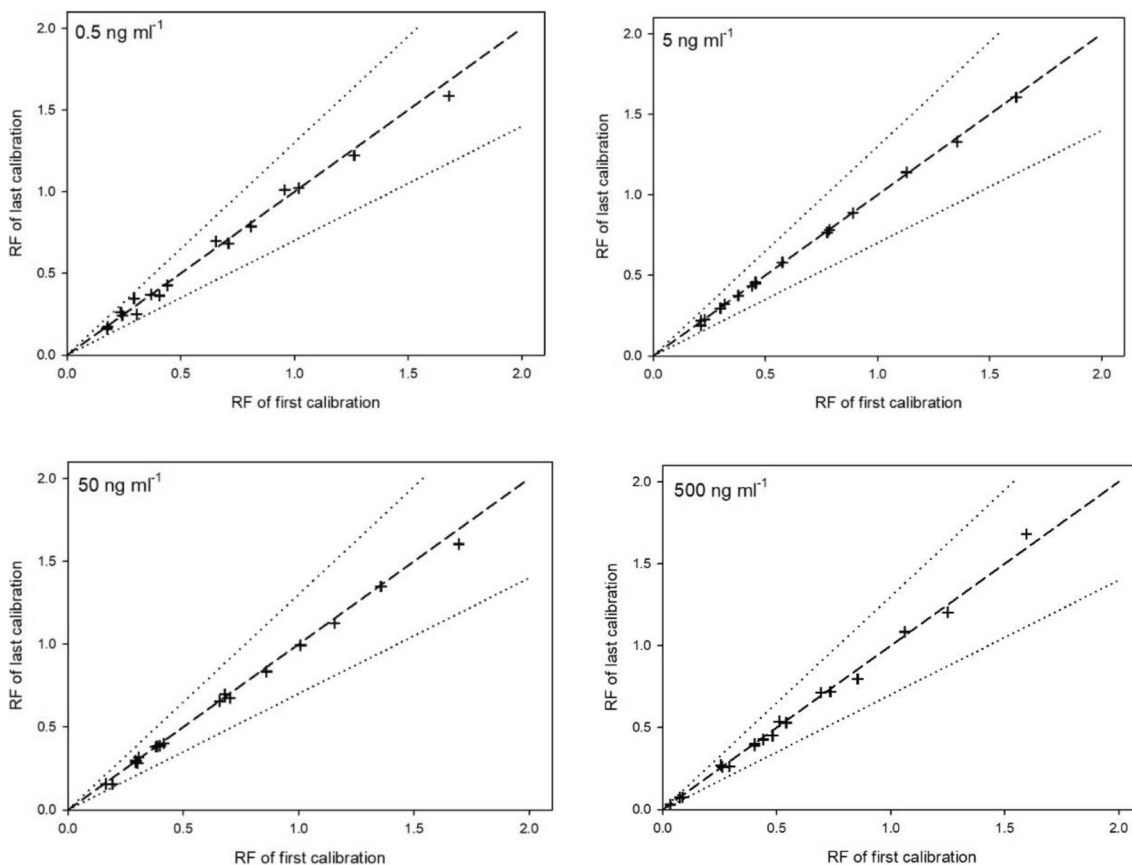 0.5 ng ml⁻¹
2.0
1.5
1.0
0.5
0.0
RF of last calibration
0.0 0.5 1.0 1.5 2.0
RF of first calibration
5 ng ml⁻¹
2.0
1.5
1.0
0.5
0.0
RF of last calibration
0.0 0.5 1.0 1.5 2.0
RF of first calibration
50 ng ml⁻¹
2.0
1.5
1.0
0.5
0.0
RF of last calibration
0.0 0.5 1.0 1.5 2.0
RF of first calibration
500 ng ml⁻¹
2.0
1.5
1.0
0.5
0.0
RF of last calibration
0.0 0.5 1.0 1.5 2.0
RF of first calibration